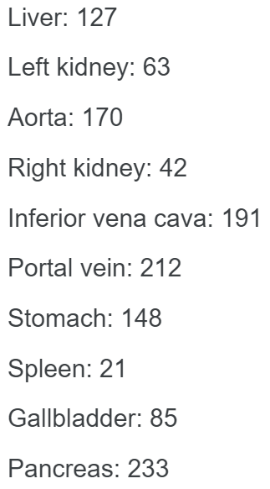 Liver: 127
Left kidney: 63
Aorta: 170
Right kidney: 42
Inferior vena cava: 191
Portal vein: 212
Stomach: 148
Spleen: 21
Gallbladder: 85
Pancreas: 233